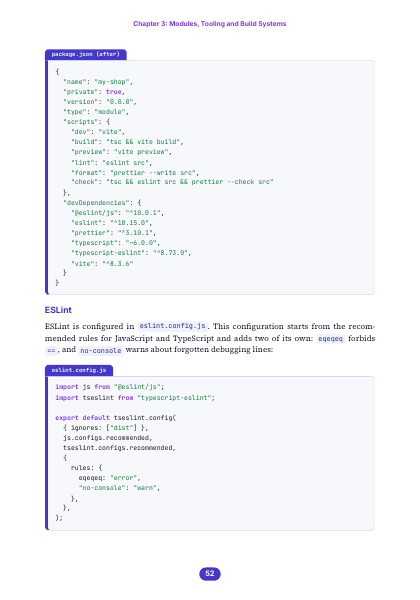 Chapter 3: Modules, Tooling and Build Systems
package.json (after)
{
  "name": "my-shop",
  "private": true,
  "version": "0.0.0",
  "type": "module",
  "scripts": {
    "dev": "vite",
    "build": "tsc && vite build",
    "preview": "vite preview",
    "lint": "eslint src",
    "format": "prettier --write src",
    "check": "tsc && eslint src && prettier --check src"
  },
  "devDependencies": {
    "@eslint/js": "^10.0.1",
    "eslint": "^10.15.0",
    "prettier": "^3.10.1",
    "typescript": "~6.0.0",
    "typescript-eslint": "^8.73.0",
    "vite": "^8.3.6"
  }
}
ESLint
ESLint is configured in eslint.config.js. This configuration starts from the recom-
mended rules for JavaScript and TypeScript and adds two of its own: eqeqeq forbids
==, and no-console warns about forgotten debugging lines:
eslint.config.js
import js from "@eslint/js";
import tseslint from "typescript-eslint";
export default tseslint.config(
  { ignores: ["dist"] },
  js.configs.recommended,
  tseslint.configs.recommended,
  {
    rules: {
      eqeqeq: "error",
      "no-console": "warn",
    },
  },
);
52